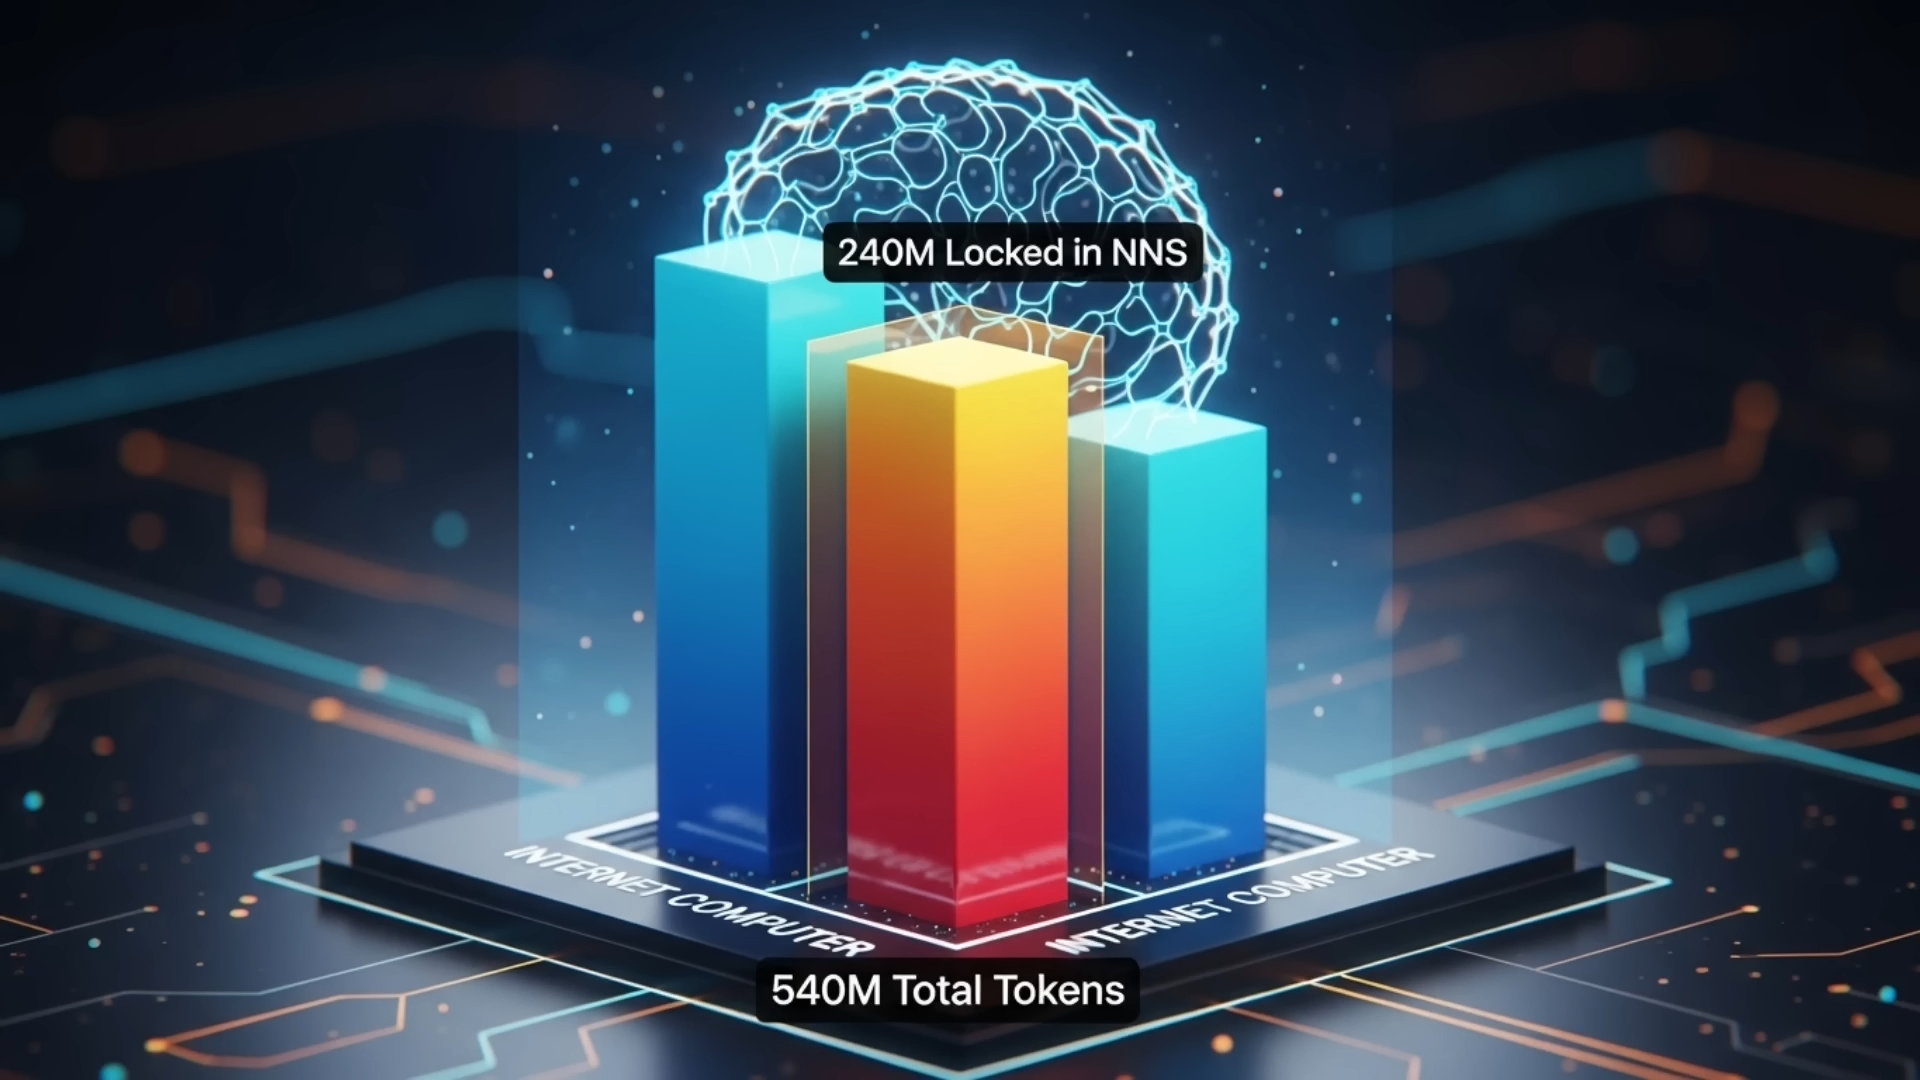 240M Locked in NNS
INTERNET COMPUTER
INTERNET COMPUTER
540M Total Tokens